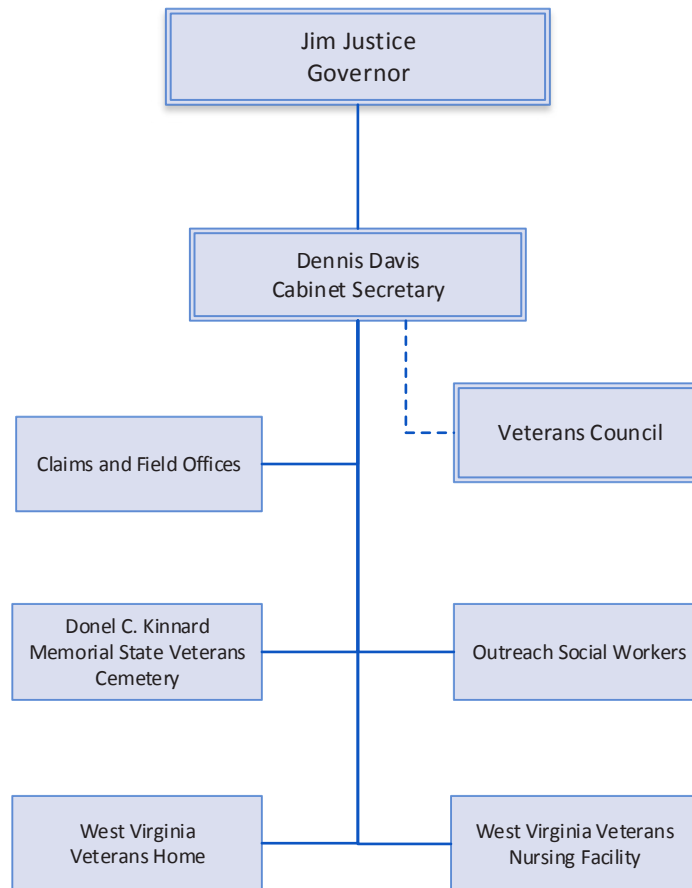 Jim Justice
Governor
Dennis Davis
Cabinet Secretary
Veterans Council
Claims and Field Offices
Donel C. Kinnard
Memorial State Veterans
Cemetery
Outreach Social Workers
West Virginia
Veterans Home
West Virginia Veterans
Nursing Facility